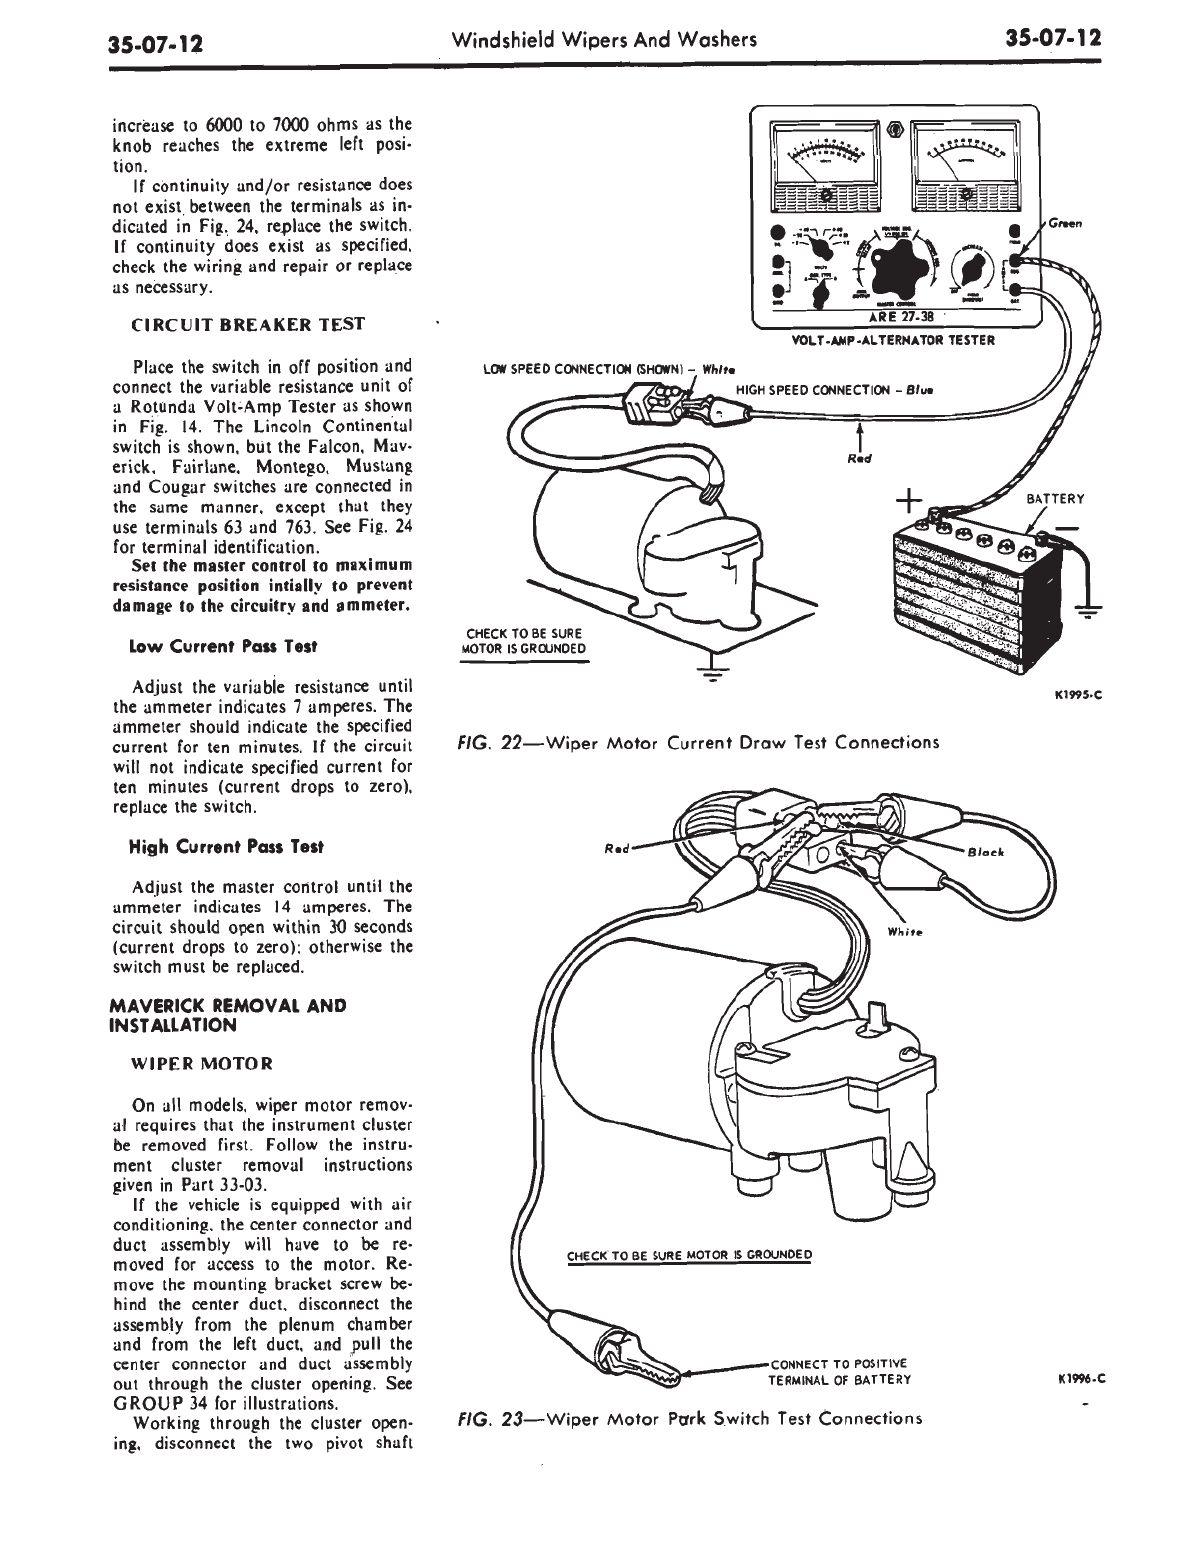 35-07-12
Windshield Wipers And Washers
35-07-12
increase to 6000 to 7000 ohms as the
knob reaches the extreme left posi-
tion.
If continuity and/or resistance does
not exist between the terminals as in-
dicated in Fig. 24, replace the switch.
If continuity does exist as specified,
check the wiring and repair or replace
as necessary.
CIRCUIT BREAKER TEST
Place the switch in off position and
connect the variable resistance unit of
a Rotunda Volt-Amp Tester as shown
in Fig. 14. The Lincoln Continental
switch is shown, but the Falcon, Mav-
erick, Fairlane, Montego, Mustang
and Cougar switches are connected in
the same manner, except that they
use terminals 63 and 763. See Fig. 24
for terminal identification.
Set the master control to maximum
resistance position intially to prevent
damage to the circuitry and ammeter.
Low Current Pass Test
Adjust the variable resistance until
the ammeter indicates 7 amperes. The
ammeter should indicate the specified
current for ten minutes. If the circuit
will not indicate specified current for
ten minutes (current drops to zero),
replace the switch.
High Current Pass Test
Adjust the master control until the
ammeter indicates 14 amperes. The
circuit should open within 30 seconds
(current drops to zero); otherwise the
switch must be replaced.
MAVERICK REMOVAL AND
INSTALLATION
WIPER MOTOR
On all models, wiper motor remov-
al requires that the instrument cluster
be removed first. Follow the instru-
ment cluster removal instructions
given in Part 33-03.
If the vehicle is equipped with air
conditioning, the center connector and
duct assembly will have to be re-
moved for access to the motor. Re-
move the mounting bracket screw be-
hind the center duct, disconnect the
assembly from the plenum chamber
and from the left duct, and pull the
center connector and duct assembly
out through the cluster opening. See
GROUP 34 for illustrations.
Working through the cluster open-
ing, disconnect the two pivot shaft
Green
ARE 27-38
VOLT-AMP-ALTERNATOR TESTER
LOW SPEED CONNECTION (SHOWN) - White
HIGH SPEED CONNECTION - Blue
Red
+
BATTERY
-
CHECK TO BE SURE
MOTOR IS GROUNDED
K1995-C
FIG. 22—Wiper Motor Current Draw Test Connections
Red
Black
White
CHECK TO BE SURE MOTOR IS GROUNDED
CONNECT TO POSITIVE
TERMINAL OF BATTERY
K1996-C
FIG. 23—Wiper Motor Park Switch Test Connections